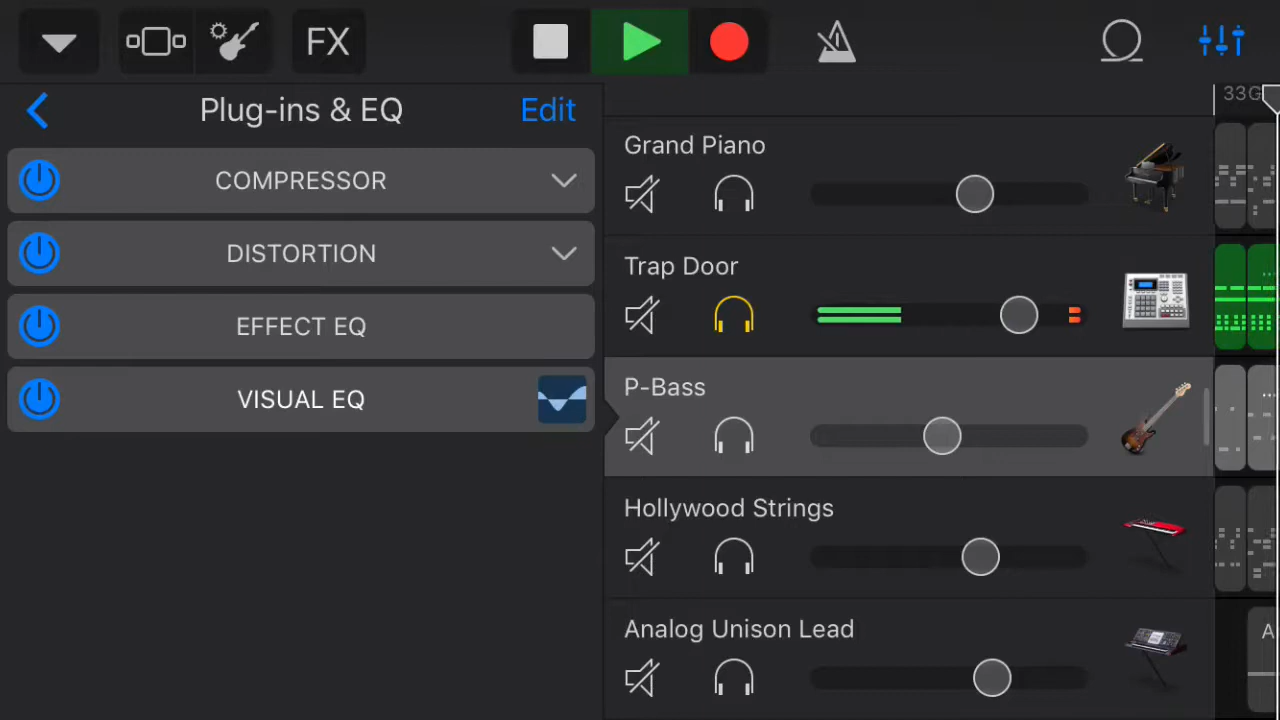 FX
Plug-ins & EQ
Edit
COMPRESSOR
DISTORTION
EFFECT EQ
VISUAL EQ
33G
Grand Piano
Trap Door
P-Bass
Hollywood Strings
Analog Unison Lead
A